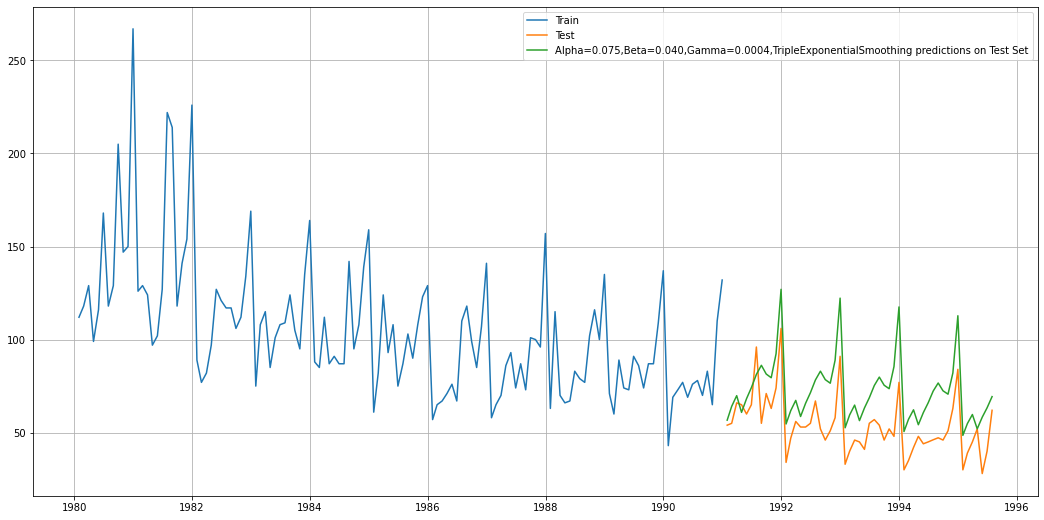 Train
Test
Alpha=0.075,Beta=0.040,Gamma=0.0004,TripleExponentialSmoothing predictions on Test Set
250
200
150
100
50
1980 1982 1984 1986 1988 1990 1992 1994 1996